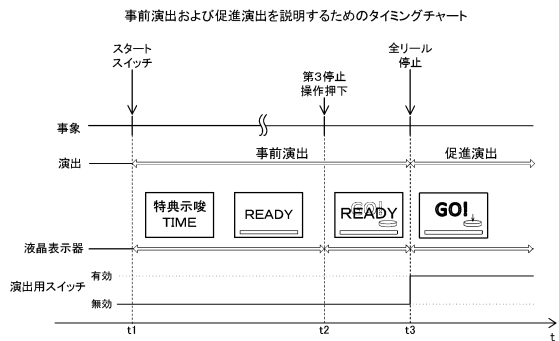 事前演出および促進演出を説明するためのタイミングチャート
スタート
スイッチ
第３停止
操作押下
全リール
停止
事象
演出
事前演出
促進演出
特典示唆
TIME
READY
GO!
READY
GO!
液晶表示器
演出用スイッチ
有効
無効
t1
t2
t3
t